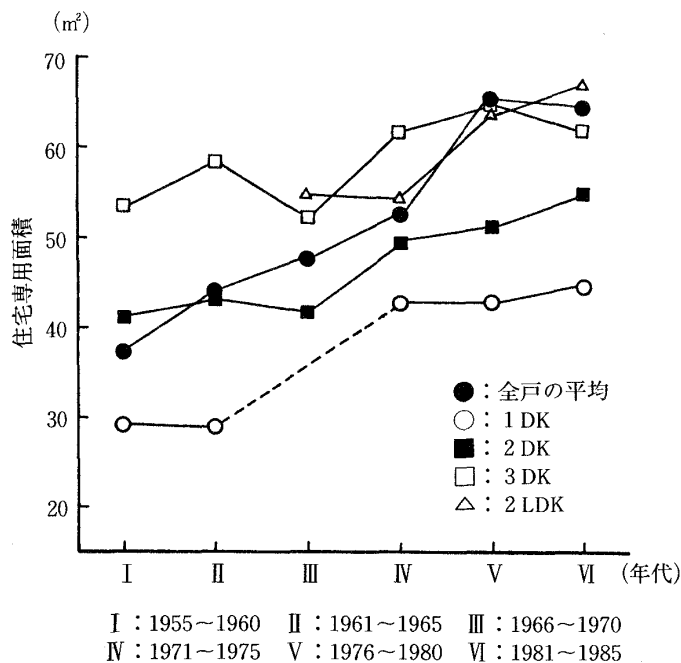 (m²)
70
60
50
40
30
20
住宅専用面積
●：全戸の平均
○：1 DK
■：2 DK
□：3 DK
△：2 LDK
Ⅰ Ⅱ Ⅲ Ⅳ Ⅴ Ⅵ (年代)
Ⅰ：1955～1960 Ⅱ：1961～1965 Ⅲ：1966～1970
Ⅳ：1971～1975 Ⅴ：1976～1980 Ⅵ：1981～1985